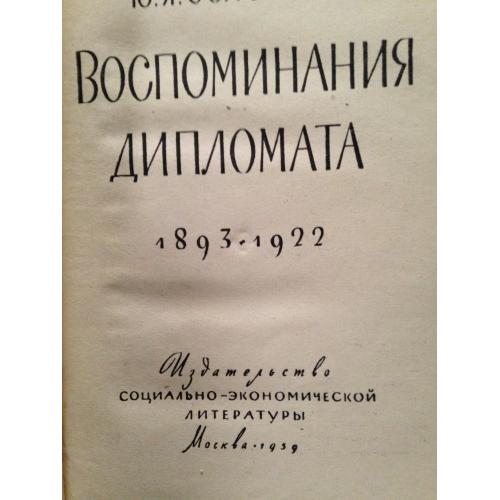 Ю.Я.
ВОСПОМИНАНИЯ
ДИПЛОМАТА
1893-1922
Издательство
СОЦИАЛЬНО-ЭКОНОМИЧЕСКОЙ
ЛИТЕРАТУРЫ
Москва·1959